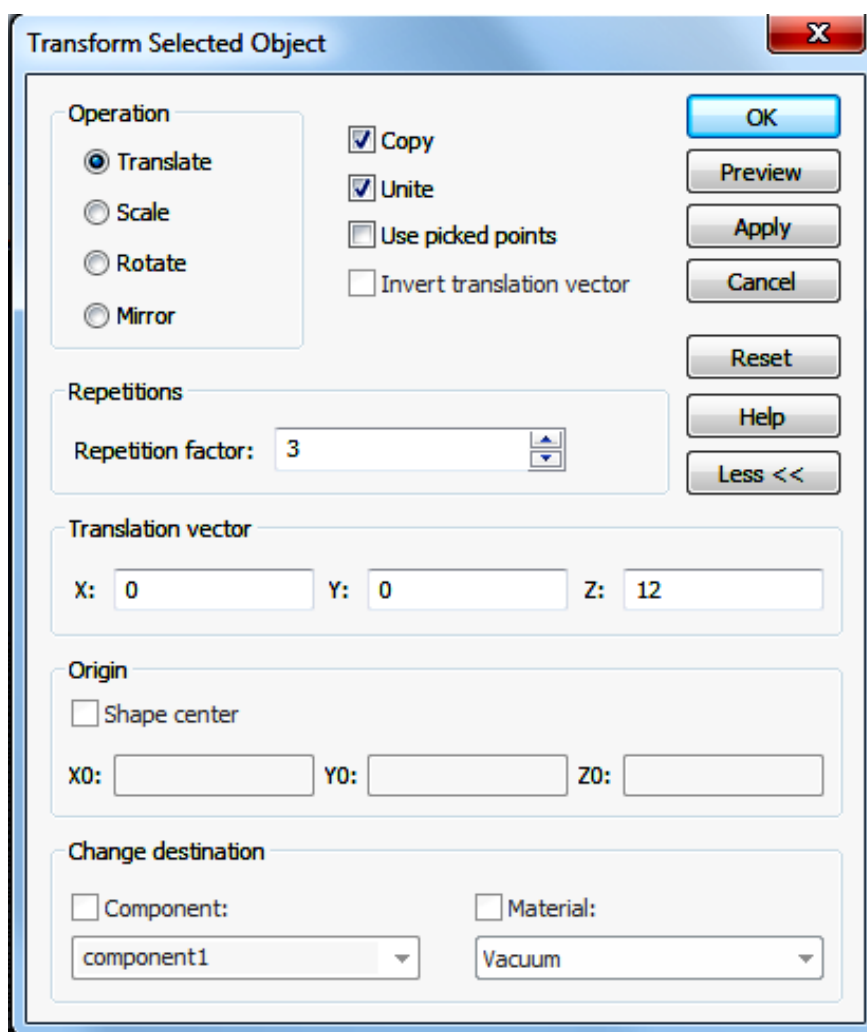 Transform Selected Object
X
Operation
Translate
Scale
Rotate
Mirror
Copy
Unite
Use picked points
Invert translation vector
OK
Preview
Apply
Cancel
Reset
Help
Less <<
Repetitions
Repetition factor: 3
Translation vector
X: 0 Y: 0 Z: 12
Origin
Shape center
X0: Y0: Z0:
Change destination
Component: Material:
component1 Vacuum